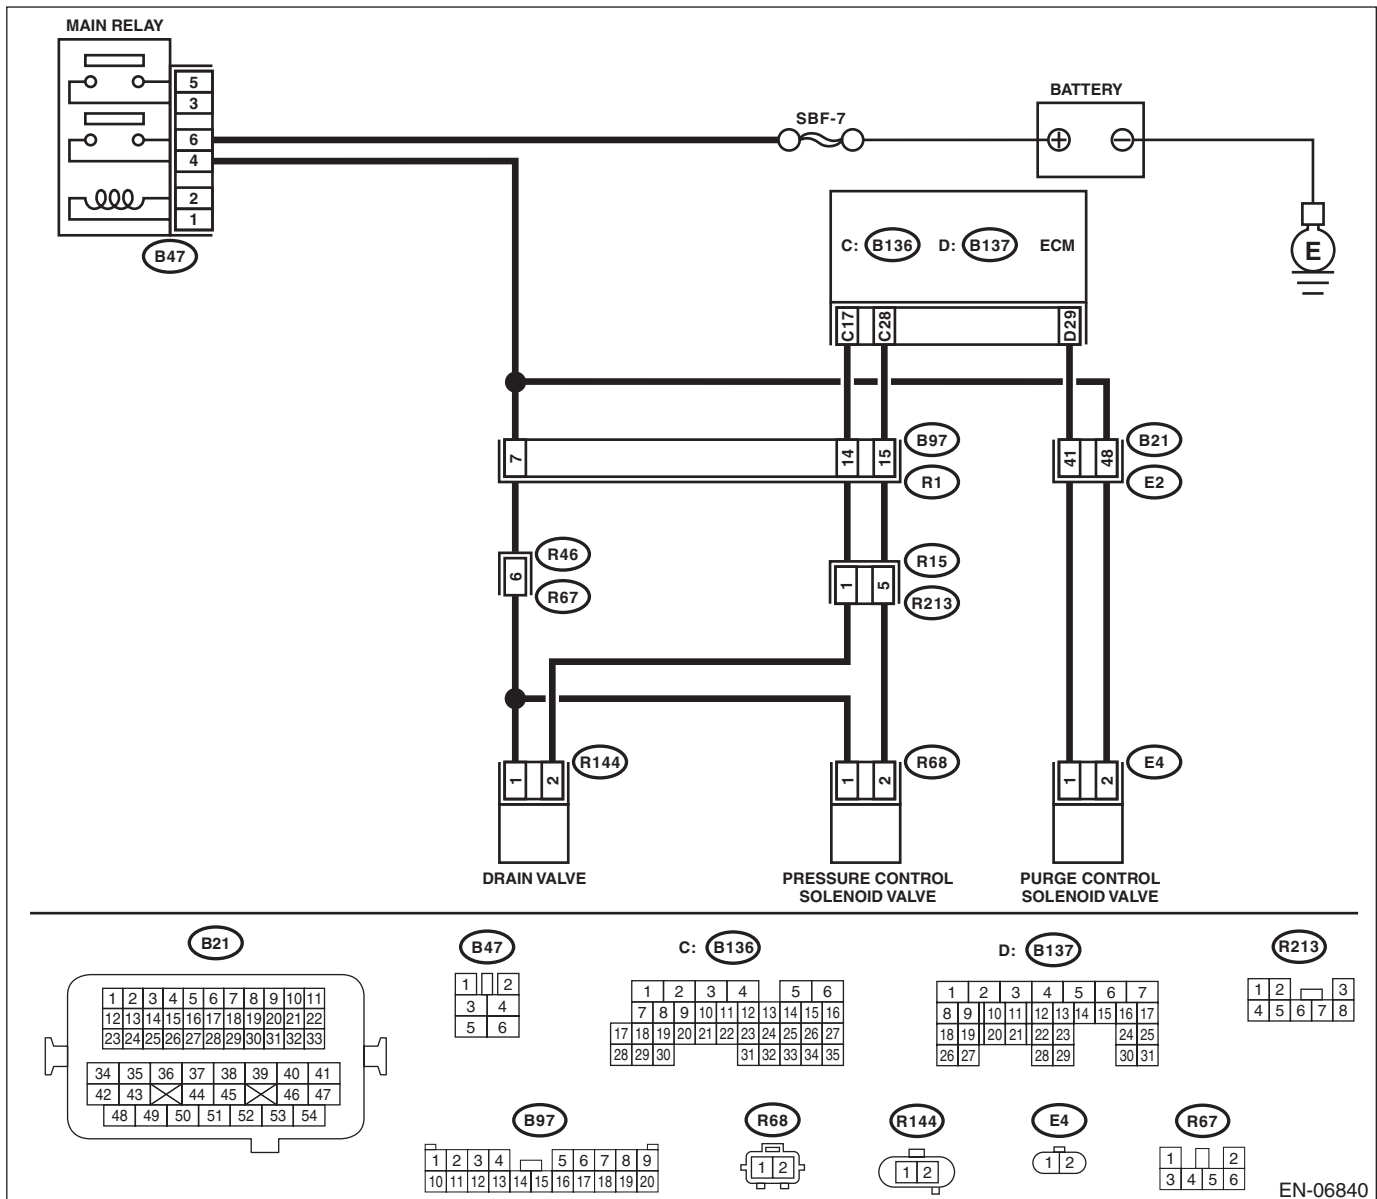 MAIN RELAY
5
3
6
4
2
1
B47
SBF-7
BATTERY
E
C: B136 D: B137 ECM
C17 C28 D29
7 14 15 B97
R1
41 48 B21
E2
6 R46
R67
1 5 R15
R213
1 2 R144
1 2 R68
1 2 E4
DRAIN VALVE
PRESSURE CONTROL
SOLENOID VALVE
PURGE CONTROL
SOLENOID VALVE
B21
1 2 3 4 5 6 7 8 9 10 11
12 13 14 15 16 17 18 19 20 21 22
23 24 25 26 27 28 29 30 31 32 33
34 35 36 37 38 39 40 41
42 43 44 45 46 47
48 49 50 51 52 53 54
B47
1 2
3 4
5 6
C: B136
1 2 3 4 5 6
7 8 9 10 11 12 13 14 15 16
17 18 19 20 21 22 23 24 25 26 27
28 29 30 31 32 33 34 35
D: B137
1 2 3 4 5 6 7
8 9 10 11 12 13 14 15 16 17
18 19 20 21 22 23 24 25
26 27 28 29 30 31
R213
1 2 3
4 5 6 7 8
B97
1 2 3 4 5 6 7 8 9
10 11 12 13 14 15 16 17 18 19 20
R68
1 2
R144
1 2
E4
1 2
R67
1 2
3 4 5 6
EN-06840